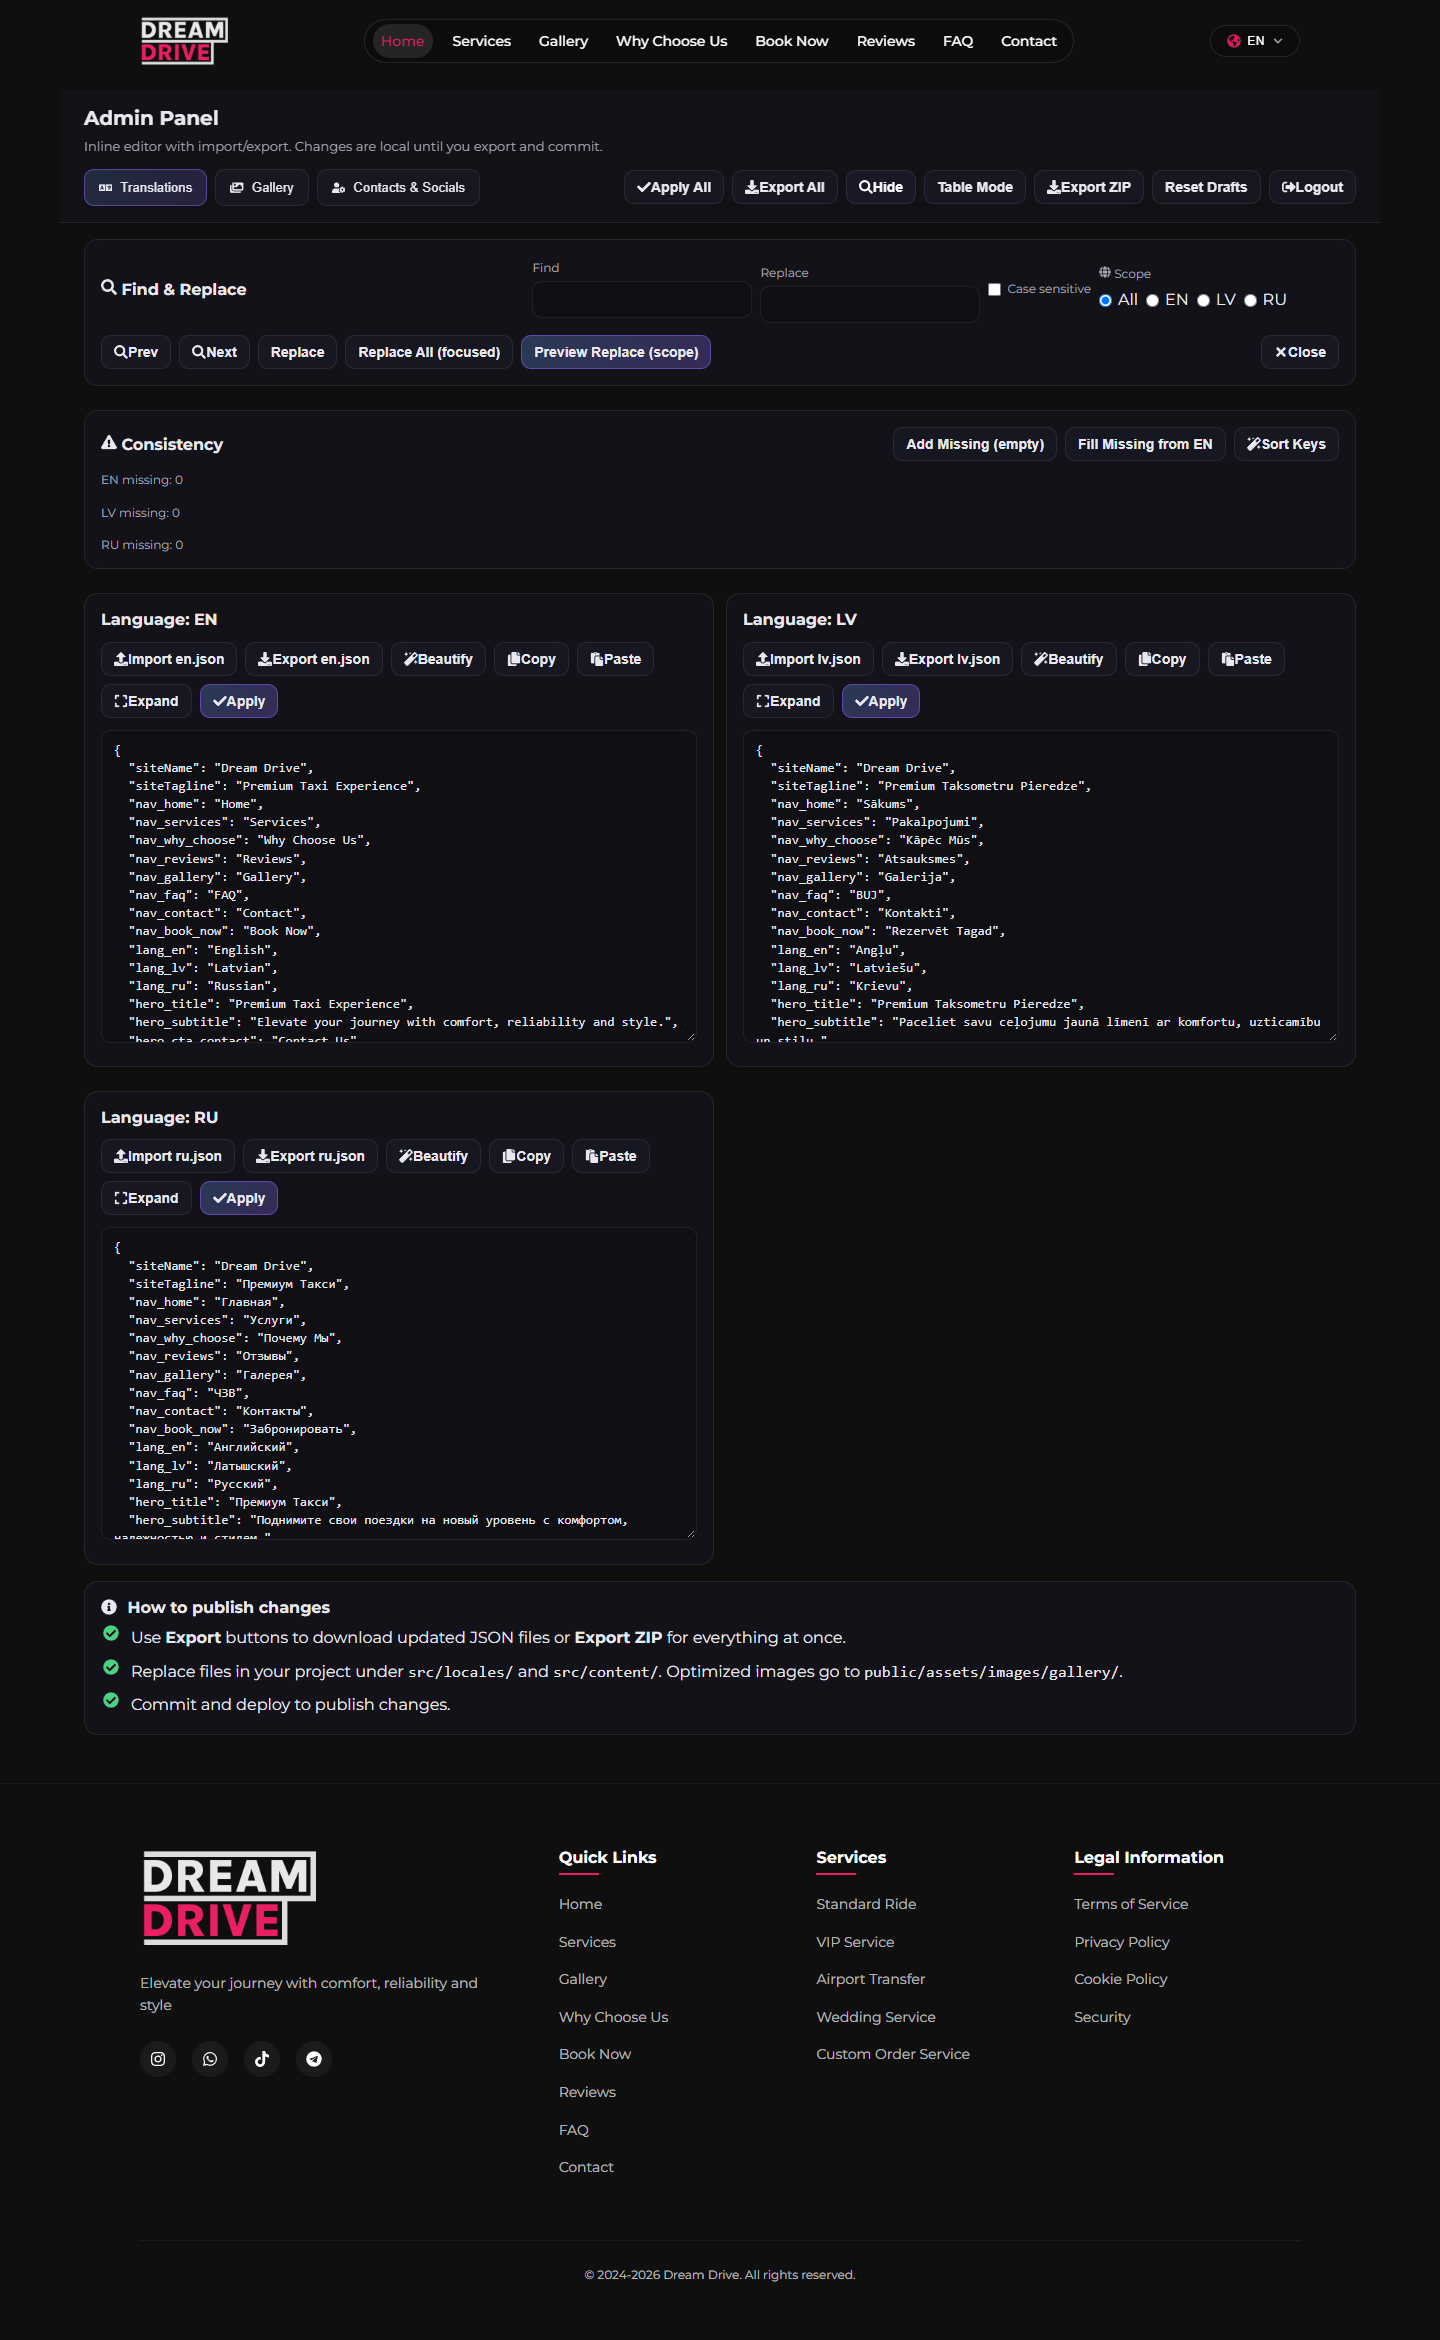 DREAM
DRIVE
Home
Services
Gallery
Why Choose Us
Book Now
Reviews
FAQ
Contact
EN
Admin Panel
Inline editor with import/export. Changes are local until you export and commit.
Translations
Gallery
Contacts & Socials
Apply All
Export All
Hide
Table Mode
Export ZIP
Reset Drafts
Logout
Find & Replace
Find
Replace
Case sensitive
Scope
All
EN
LV
RU
Prev
Next
Replace
Replace All (focused)
Preview Replace (scope)
Close
Consistency
Add Missing (empty)
Fill Missing from EN
Sort Keys
EN missing: 0
LV missing: 0
RU missing: 0
Language: EN
Import en.json
Export en.json
Beautify
Copy
Paste
Expand
Apply
{
"siteName": "Dream Drive",
"siteTagline": "Premium Taxi Experience",
"nav_home": "Home",
"nav_services": "Services",
"nav_why_choose": "Why Choose Us",
"nav_reviews": "Reviews",
"nav_gallery": "Gallery",
"nav_faq": "FAQ",
"nav_contact": "Contact",
"nav_book_now": "Book Now",
"lang_en": "English",
"lang_lv": "Latvian",
"lang_ru": "Russian",
"hero_title": "Premium Taxi Experience",
"hero_subtitle": "Elevate your journey with comfort, reliability and style.",
"hero_cta_contact": "Contact Us"
Language: LV
Import lv.json
Export lv.json
Beautify
Copy
Paste
Expand
Apply
{
"siteName": "Dream Drive",
"siteTagline": "Premium Taksometru Pieredze",
"nav_home": "Sākums",
"nav_services": "Pakalpojumi",
"nav_why_choose": "Kāpēc Mūs",
"nav_reviews": "Atsauksmes",
"nav_gallery": "Galerija",
"nav_faq": "BUJ",
"nav_contact": "Kontakti",
"nav_book_now": "Rezervēt Tagad",
"lang_en": "Angļu",
"lang_lv": "Latviešu",
"lang_ru": "Krievu",
"hero_title": "Premium Taksometru Pieredze",
"hero_subtitle": "Paceliet savu ceļojumu jaunā līmenī ar komfortu, uzticamību
un stilu."
Language: RU
Import ru.json
Export ru.json
Beautify
Copy
Paste
Expand
Apply
{
"siteName": "Dream Drive",
"siteTagline": "Премиум Такси",
"nav_home": "Главная",
"nav_services": "Услуги",
"nav_why_choose": "Почему Мы",
"nav_reviews": "Отзывы",
"nav_gallery": "Галерея",
"nav_faq": "ЧЗВ",
"nav_contact": "Контакты",
"nav_book_now": "Забронировать",
"lang_en": "Английский",
"lang_lv": "Латышский",
"lang_ru": "Русский",
"hero_title": "Премиум Такси",
"hero_subtitle": "Поднимите свои поездки на новый уровень с комфортом,
надежностью и стилем."
How to publish changes
Use Export buttons to download updated JSON files or Export ZIP for everything at once.
Replace files in your project under src/locales/ and src/content/. Optimized images go to public/assets/images/gallery/.
Commit and deploy to publish changes.
DREAM
DRIVE
Elevate your journey with comfort, reliability and
style
Quick Links
Home
Services
Gallery
Why Choose Us
Book Now
Reviews
FAQ
Contact
Services
Standard Ride
VIP Service
Airport Transfer
Wedding Service
Custom Order Service
Legal Information
Terms of Service
Privacy Policy
Cookie Policy
Security
© 2024-2026 Dream Drive. All rights reserved.